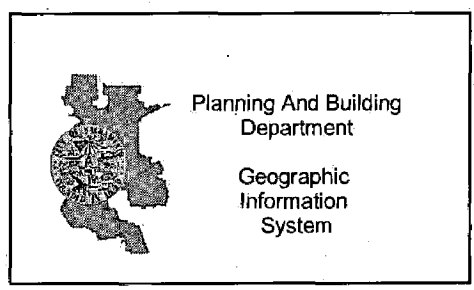 Planning And Building
Department
Geographic
Information
System